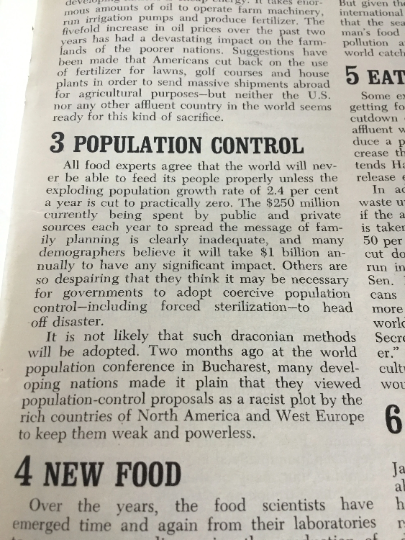 mous amounts of oil to operate farm machinery,
run irrigation pumps and produce fertilizer. The
fivefold increase in oil prices over the past two
years has had a devastating impact on the farm-
lands of the poorer nations. Suggestions have
been made that Americans cut back on the use
of fertilizer for lawns, golf courses and house
plants in order to send massive shipments abroad
for agricultural purposes—but neither the U.S.
nor any other affluent country in the world seems
ready for this kind of sacrifice.
3 POPULATION CONTROL
All food experts agree that the world will nev-
er be able to feed its people properly unless the
exploding population growth rate of 2.4 per cent
a year is cut to practically zero. The $250 million
currently being spent by public and private
sources each year to spread the message of fam-
ily planning is clearly inadequate, and many
demographers believe it will take $1 billion an-
nually to have any significant impact. Others are
so despairing that they think it may be necessary
for governments to adopt coercive population
control—including forced sterilization—to head
off disaster.
It is not likely that such draconian methods
will be adopted. Two months ago at the world
population conference in Bucharest, many devel-
oping nations made it plain that they viewed
population-control proposals as a racist plot by the
rich countries of North America and West Europe
to keep them weak and powerless.
4 NEW FOOD
Over the years, the food scientists have
emerged time and again from their laboratories
But given the
international
that the sea
man's food
pollution a
world catch
5 EAT
Some ex
getting fo
cutdown
affluent w
duce a p
crease th
tends Ha
release
In ac
waste u
if the a
is taken
50 per
cut do
run in
Sen.
cans
more
world
Secre
er."
cult
wou
6
Ja
al
h